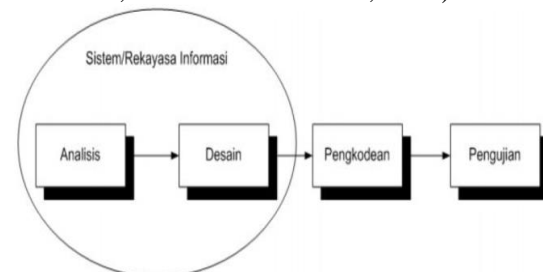 Sistem/Rekayasa Informasi
Analisis
Desain
Pengkodean
Pengujian